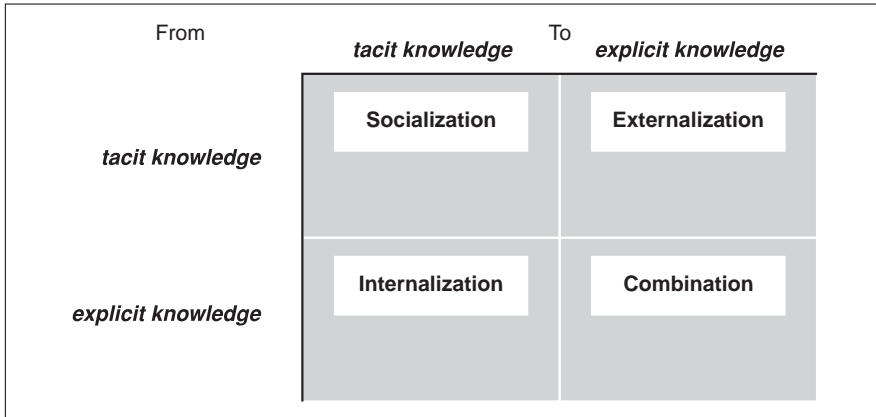 From To
tacit knowledge explicit knowledge
Socialization Externalization
tacit knowledge
Internalization Combination
explicit knowledge